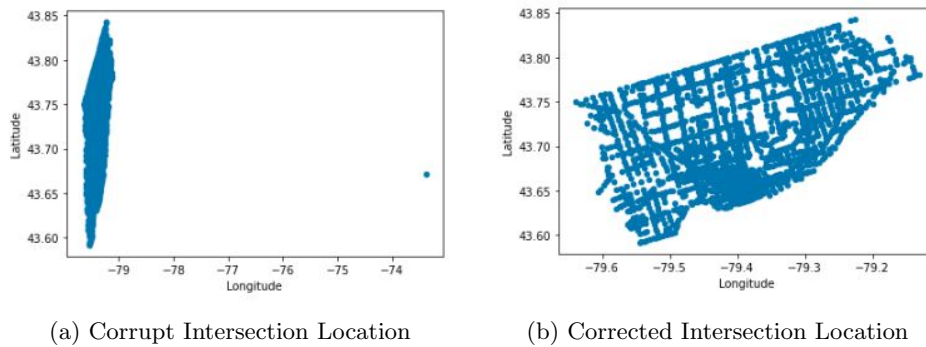 43.85
43.80
43.75
43.70
43.65
43.60
Latitude
−79 −78 −77 −76 −75 −74
Longitude
(a) Corrupt Intersection Location
43.85
43.80
43.75
43.70
43.65
43.60
Latitude
−79.6 −79.5 −79.4 −79.3 −79.2
Longitude
(b) Corrected Intersection Location